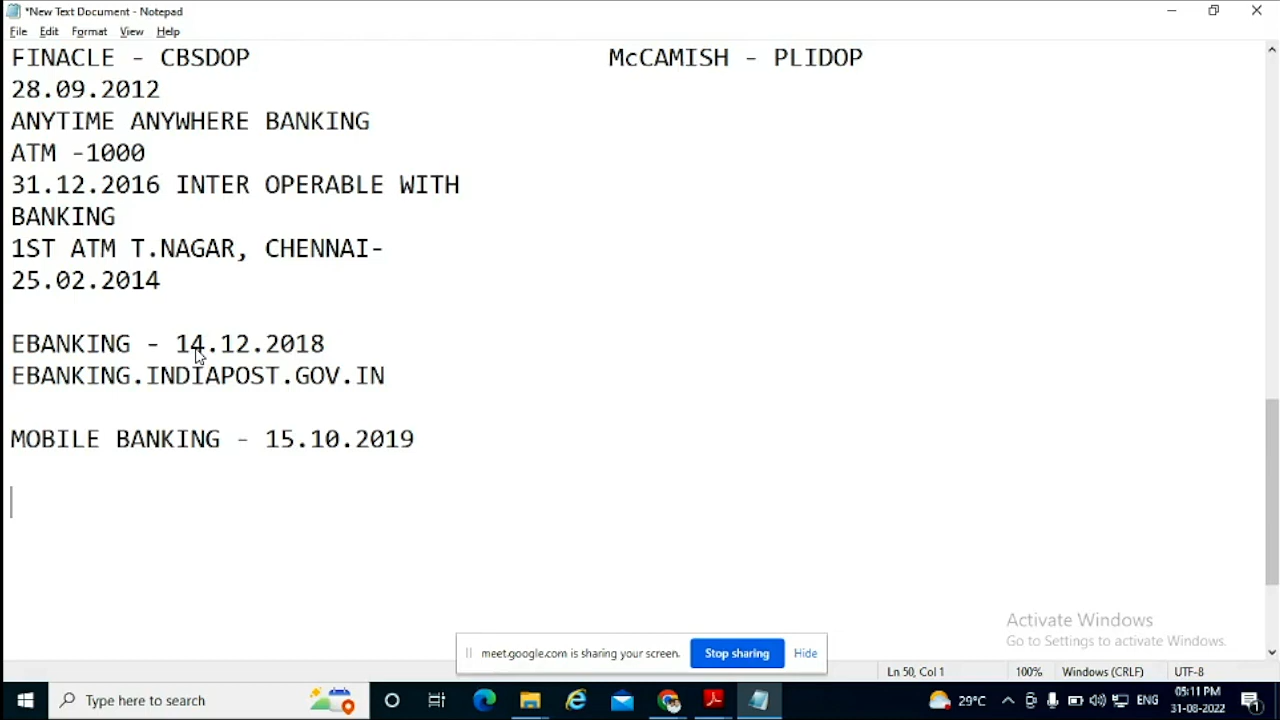 *New Text Document - Notepad
File Edit Format View Help
FINACLE - CBSDOP McCAMISH - PLIDOP
28.09.2012
ANYTIME ANYWHERE BANKING
ATM -1000
31.12.2016 INTER OPERABLE WITH
BANKING
1ST ATM T.NAGAR, CHENNAI-
25.02.2014
EBANKING - 14.12.2018
EBANKING.INDIAPOST.GOV.IN
MOBILE BANKING - 15.10.2019
Activate Windows
Go to Settings to activate Windows.
meet.google.com is sharing your screen. Stop sharing Hide
Ln 50, Col 1 100% Windows (CRLF) UTF-8
Type here to search 29°C ENG 05:11 PM
31-08-2022
1